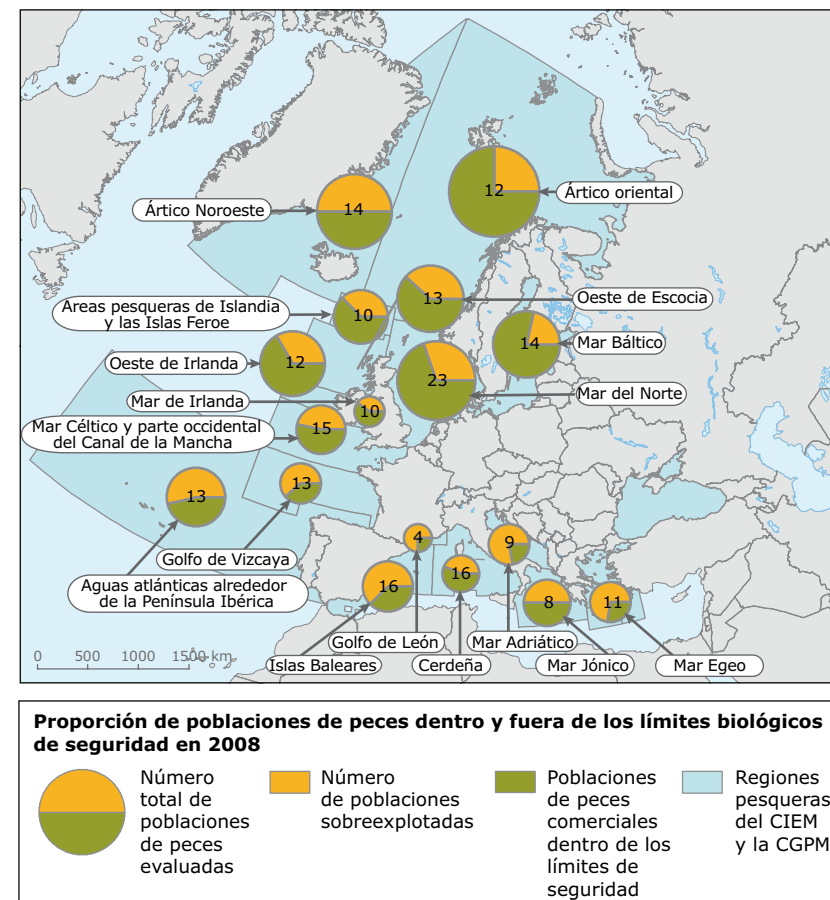 12
Ártico oriental
14
Ártico Noroeste
13
Oeste de Escocia
Areas pesqueras de Islandia
y las Islas Feroe
10
14
Mar Báltico
Oeste de Irlanda
12
23
Mar del Norte
Mar de Irlanda
10
Mar Céltico y parte occidental
del Canal de la Mancha
15
13
13
Golfo de Vizcaya
Aguas atlánticas alrededor
de la Península Ibérica
4
9
16
16
8
11
Golfo de León
Mar Adriático
Islas Baleares
Cerdeña
Mar Jónico
Mar Egeo
0 500 1000 1500 km
Proporción de poblaciones de peces dentro y fuera de los límites biológicos
de seguridad en 2008
Número
total de
poblaciones
de peces
evaluadas
Número
de poblaciones
sobreexplotadas
Poblaciones
de peces
comerciales
dentro de los
límites de
seguridad
Regiones
pesqueras
del CIEM
y la CGPM